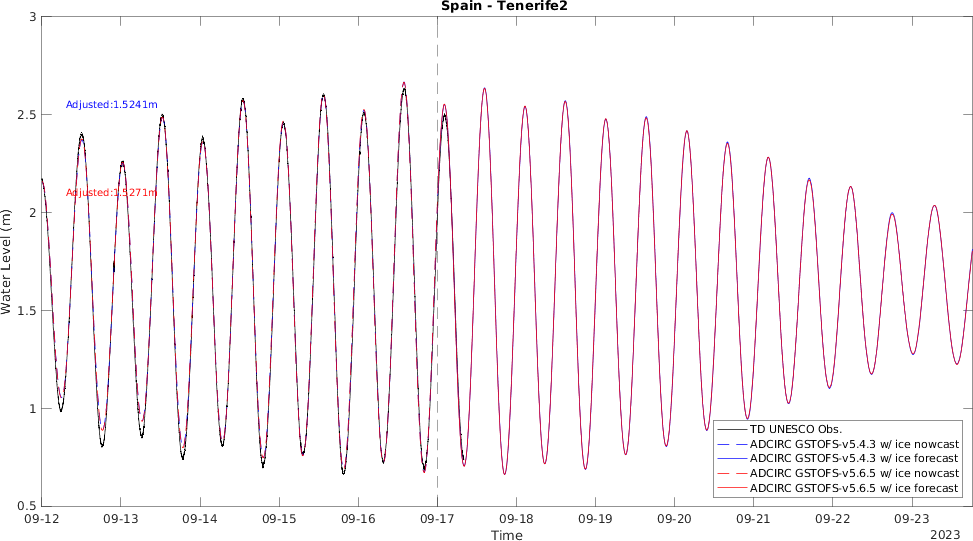 Spain - Tenerife2
3
2.5
2
1.5
1
0.5
Water Level (m)
Adjusted:1.5241m
Adjusted:1.5271m
TD UNESCO Obs.
ADCIRC GSTOFS-v5.4.3 w/ ice nowcast
ADCIRC GSTOFS-v5.4.3 w/ ice forecast
ADCIRC GSTOFS-v5.6.5 w/ ice nowcast
ADCIRC GSTOFS-v5.6.5 w/ ice forecast
09-12 09-13 09-14 09-15 09-16 09-17 09-18 09-19 09-20 09-21 09-22 09-23
Time
2023